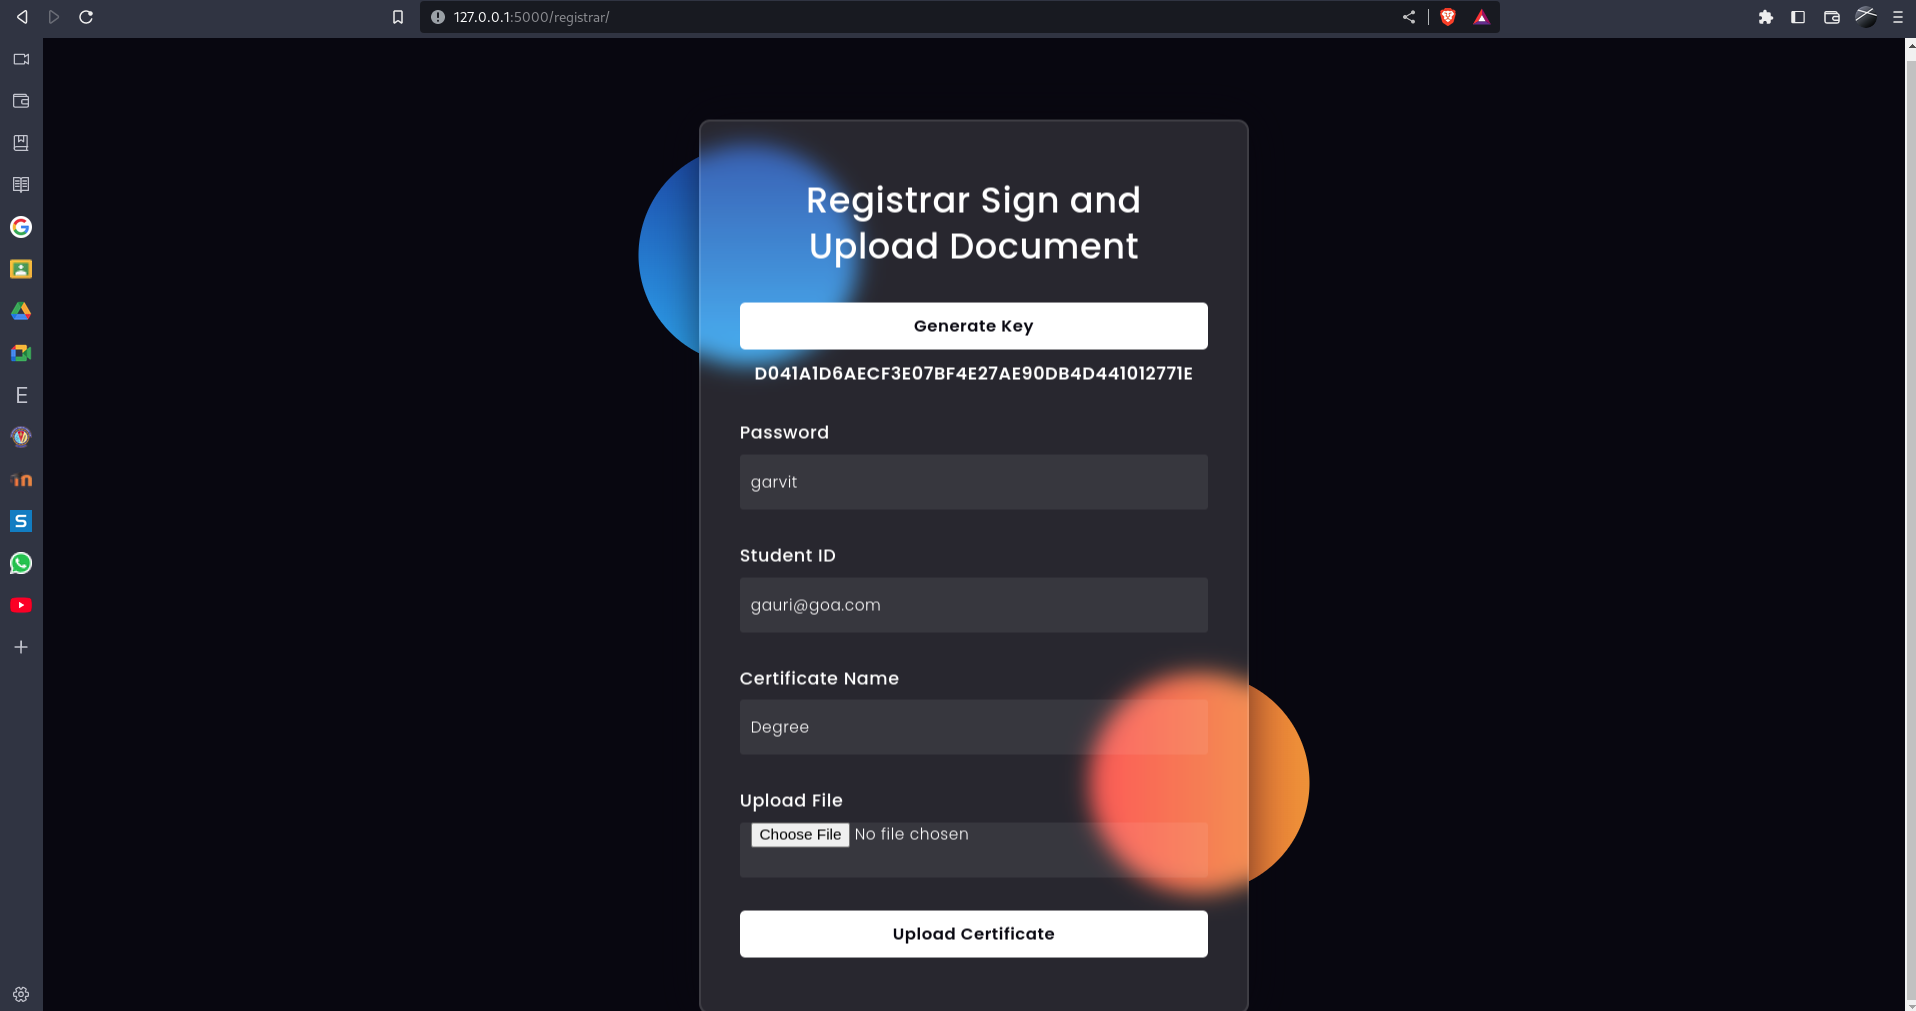 127.0.0.1:5000/registrar/
Registrar Sign and
Upload Document
Generate Key
D041A1D6AECF3E07BF4E27AE90DB4D441012771E
Password
garvit
Student ID
gauri@goa.com
Certificate Name
Degree
Upload File
Choose File No file chosen
Upload Certificate
E
S